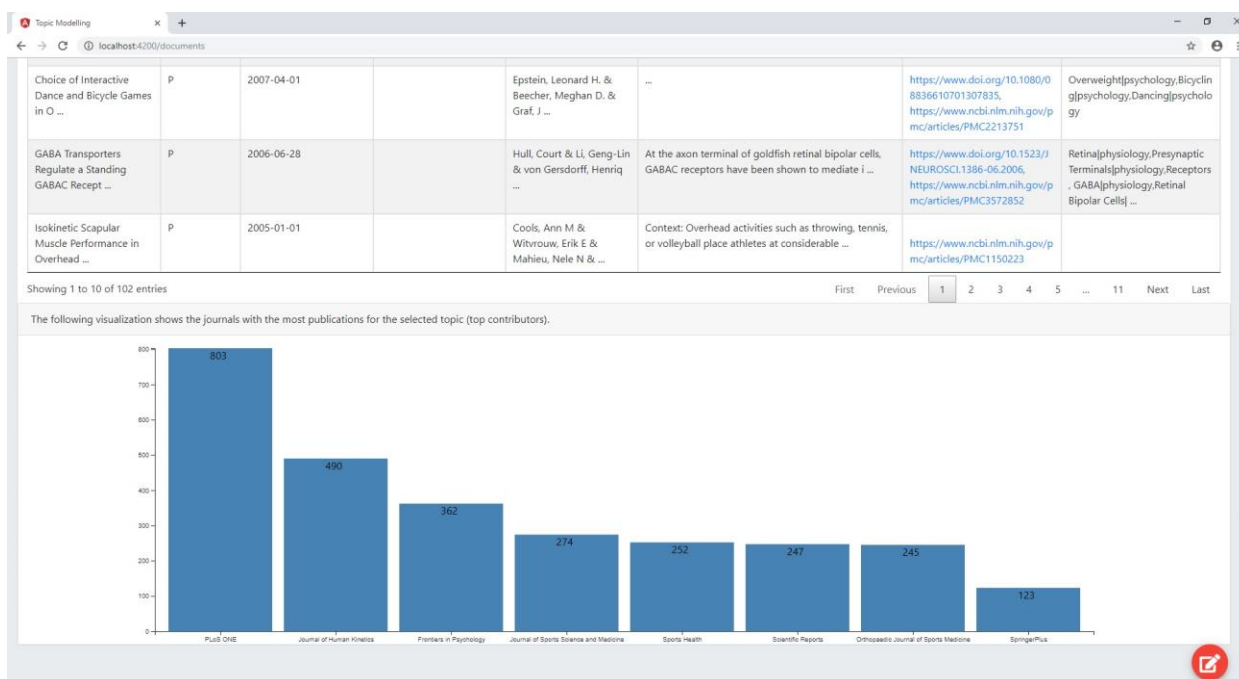 Topic Modelling
localhost:4200/documents
Choice of Interactive
Dance and Bicycle Games
in O ...
P
2007-04-01
Epstein, Leonard H. &
Beecher, Meghan D. &
Graf, J ...
...
https://www.doi.org/10.1080/0
8836610701307835,
https://www.ncbi.nlm.nih.gov/p
mc/articles/PMC2213751
Overweight|psychology,Bicyclin
g|psychology,Dancing|psycholo
gy
GABA Transporters
Regulate a Standing
GABAC Recept ...
P
2006-06-28
Hull, Court & Li, Geng-Lin
& von Gersdorff, Henriq
...
At the axon terminal of goldfish retinal bipolar cells,
GABAC receptors have been shown to mediate i ...
https://www.doi.org/10.1523/J
NEUROSCI.1386-06.2006,
https://www.ncbi.nlm.nih.gov/p
mc/articles/PMC3572852
Retina|physiology,Presynaptic
Terminals|physiology,Receptors
, GABA|physiology,Retinal
Bipolar Cells| ...
Isokinetic Scapular
Muscle Performance in
Overhead ...
P
2005-01-01
Cools, Ann M &
Witvrouw, Erik E &
Mahieu, Nele N & ...
Context: Overhead activities such as throwing, tennis,
or volleyball place athletes at considerable ...
https://www.ncbi.nlm.nih.gov/p
mc/articles/PMC1150223
Showing 1 to 10 of 102 entries
First Previous 1 2 3 4 5 ... 11 Next Last
The following visualization shows the journals with the most publications for the selected topic (top contributors).
800
700
600
500
400
300
200
100
0
803
490
362
274
252
247
245
123
PLoS ONE
Journal of Human Kinetics
Frontiers in Psychology
Journal of Sports Science and Medicine
Sports Health
Scientific Reports
Orthopaedic Journal of Sports Medicine
SpringerPlus